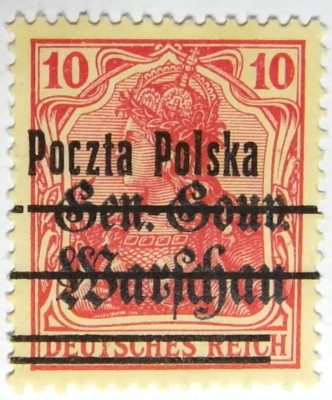 10 10
Poczta Polska
Gen.-Gouv.
Warschau
DEUTSCHES REICH